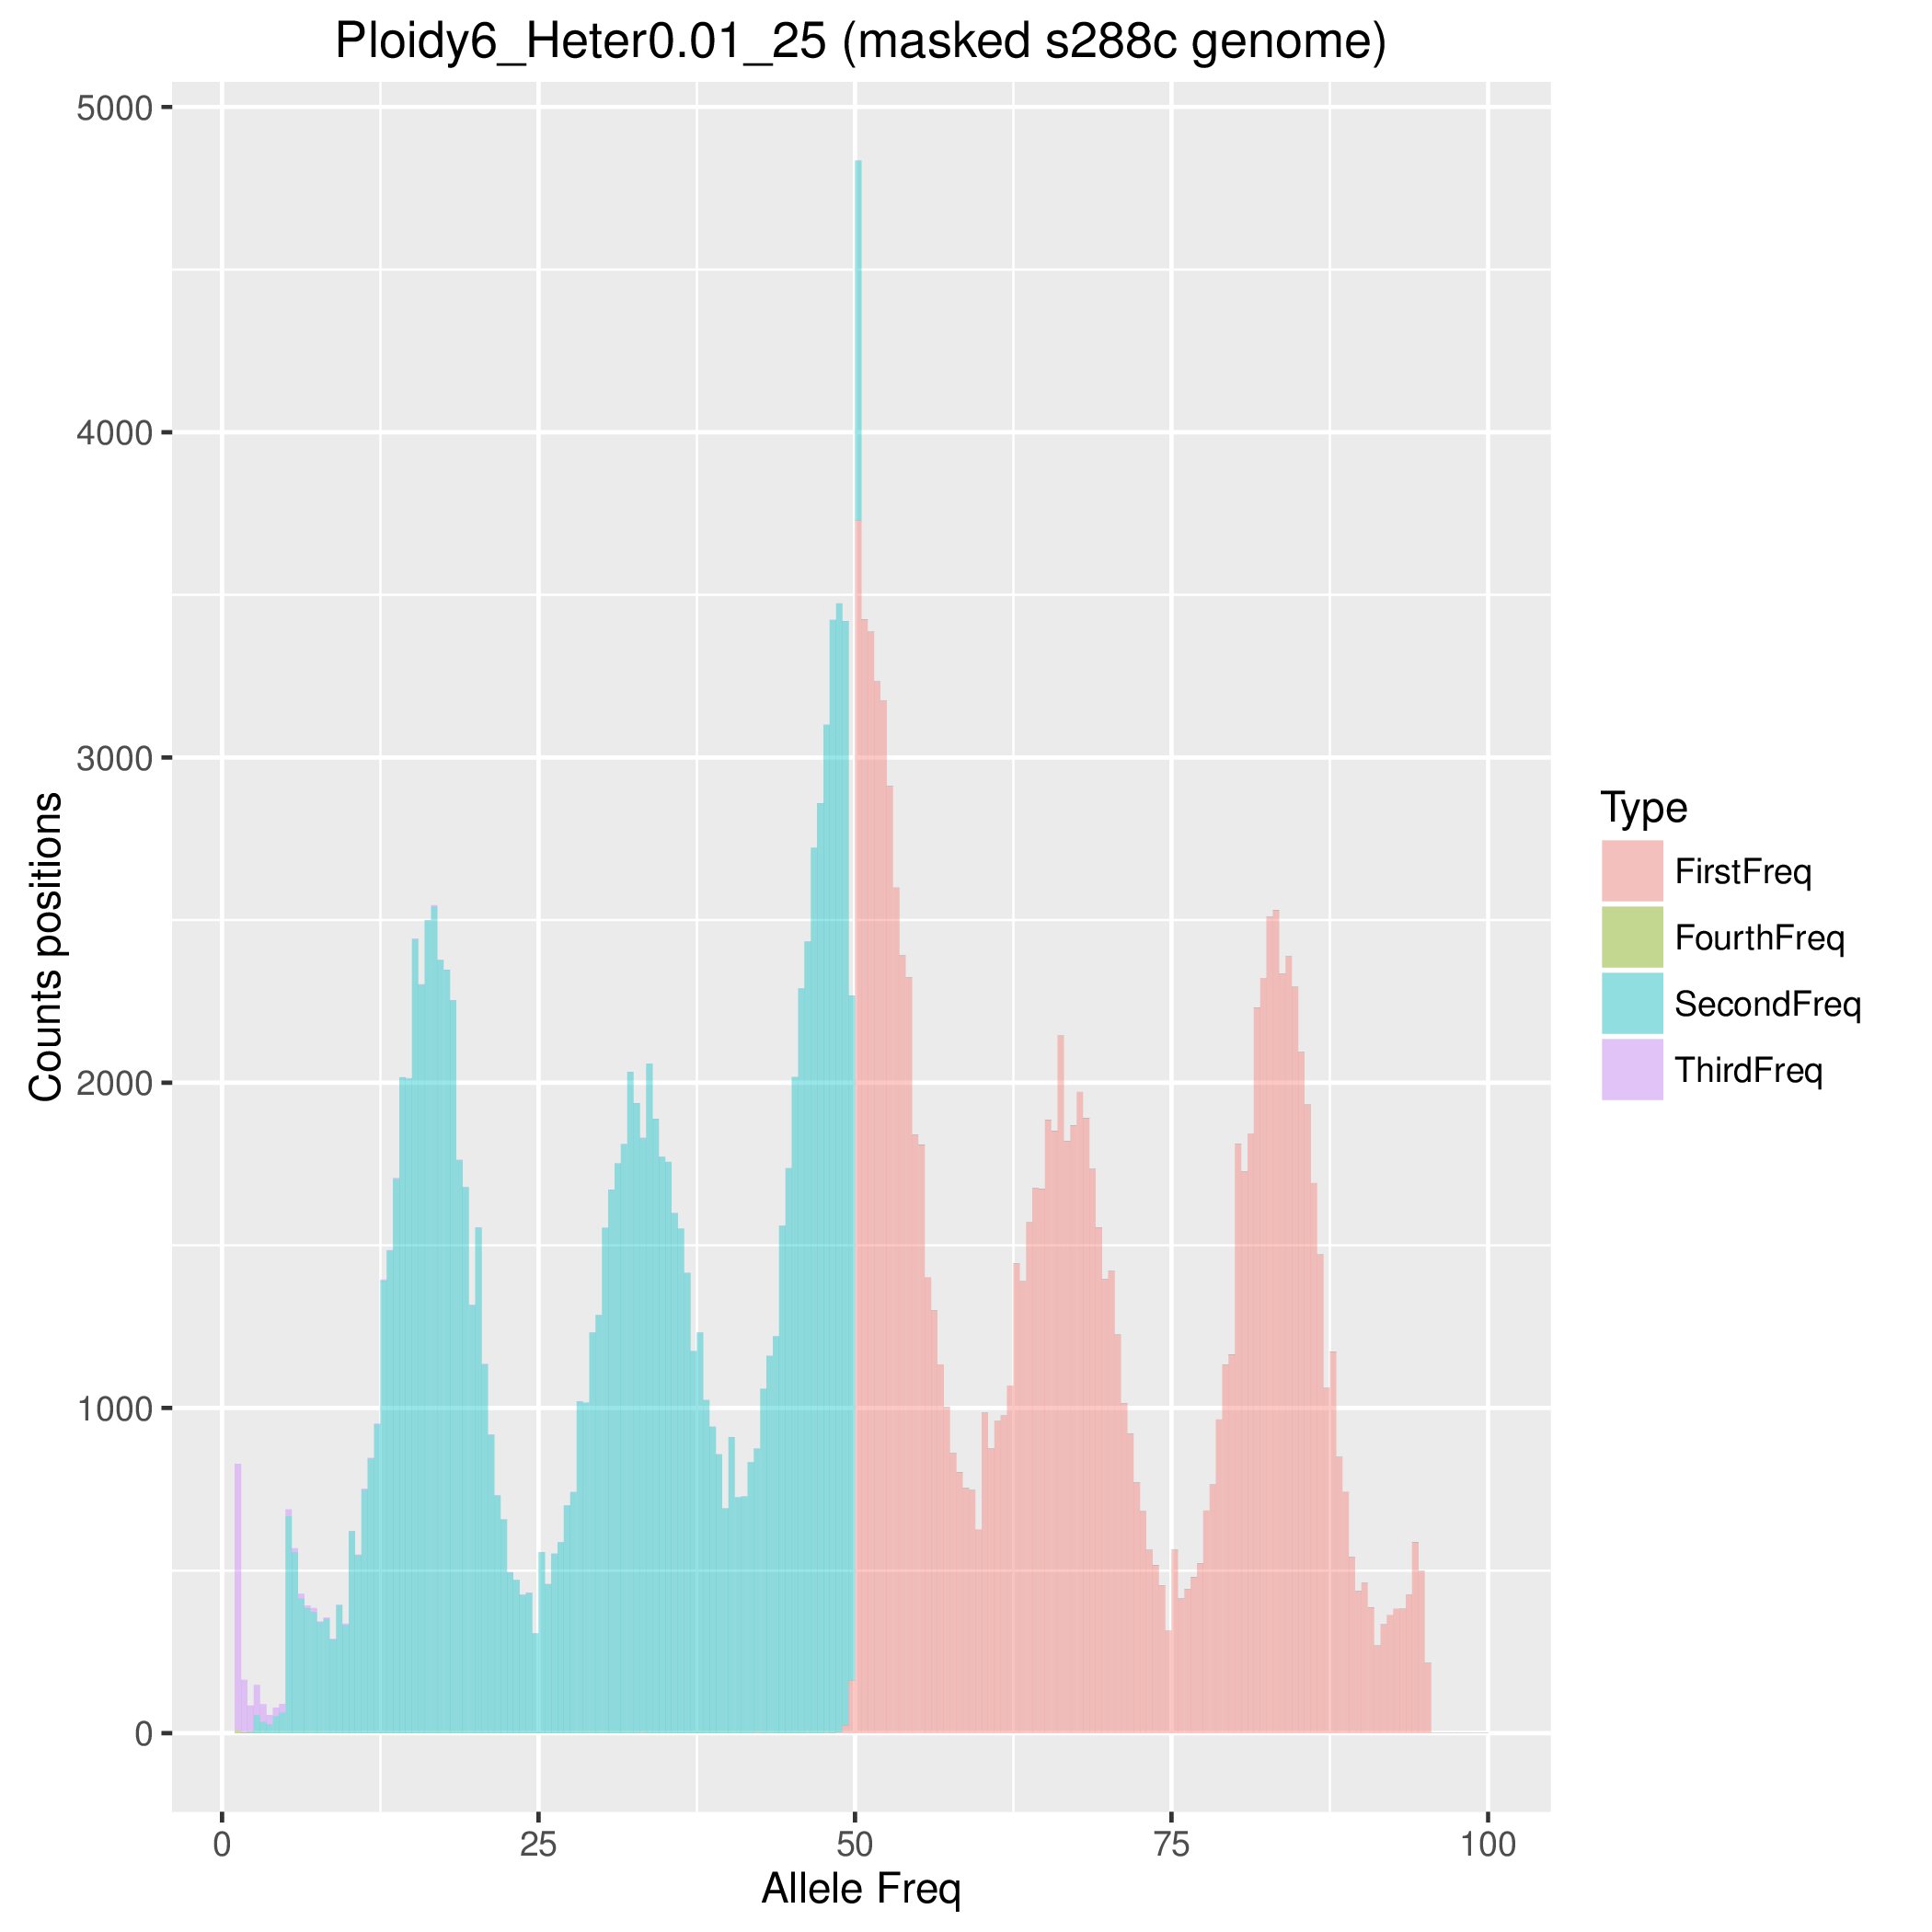 Ploidy6_Heter0.01_25 (masked s288c genome)
5000
4000
3000
2000
1000
0
Counts positions
0 25 50 75 100
Allele Freq
Type
FirstFreq
FourthFreq
SecondFreq
ThirdFreq